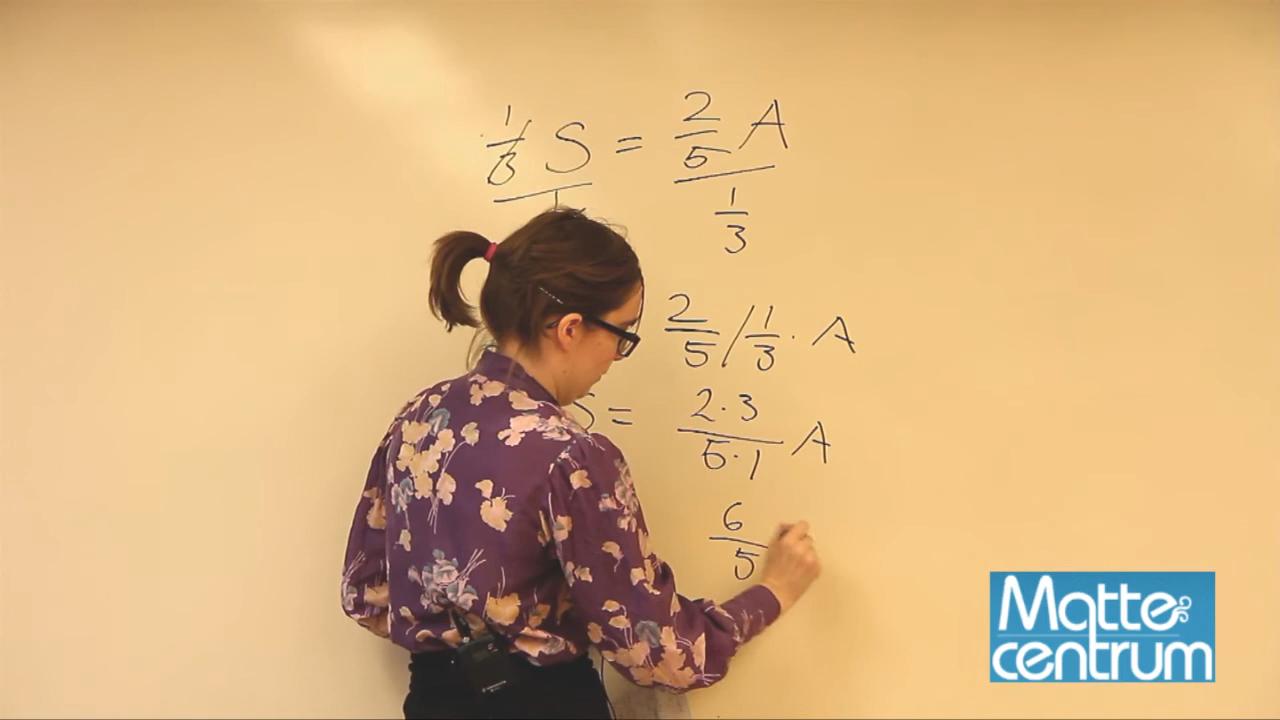 1/3 S = 2/5 A
1/3
2/5 / 1/3 · A
S = 2·3 / 5·1 A
6/5
Matte
centrum